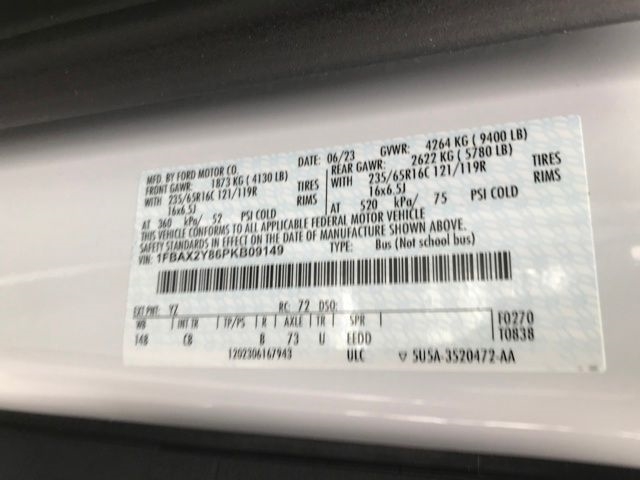 MFD. BY FORD MOTOR CO.
DATE: 06/23 GVWR: 4264 KG (9400 LB)
FRONT GAWR: 1873 KG (4130 LB)
REAR GAWR: 2622 KG (5780 LB)
WITH 235/65R16C 121/119R TIRES
WITH 235/65R16C 121/119R TIRES
16x6.5J RIMS
16x6.5J RIMS
AT 360 kPa/ 52 PSI COLD
AT 520 kPa/ 75 PSI COLD
THIS VEHICLE CONFORMS TO ALL APPLICABLE FEDERAL MOTOR VEHICLE
SAFETY STANDARDS IN EFFECT ON THE DATE OF MANUFACTURE SHOWN ABOVE.
VIN: 1FBAX2Y86PKB09149 TYPE: Bus (Not school bus)
EXT PNT: YZ RC: 72 DSO:
WB INT TR TP/PS R AXLE TR SPR
148 CB B 73 U EEDD
F0270
T0838
1202306167943 ULC 5U5A-3520472-AA